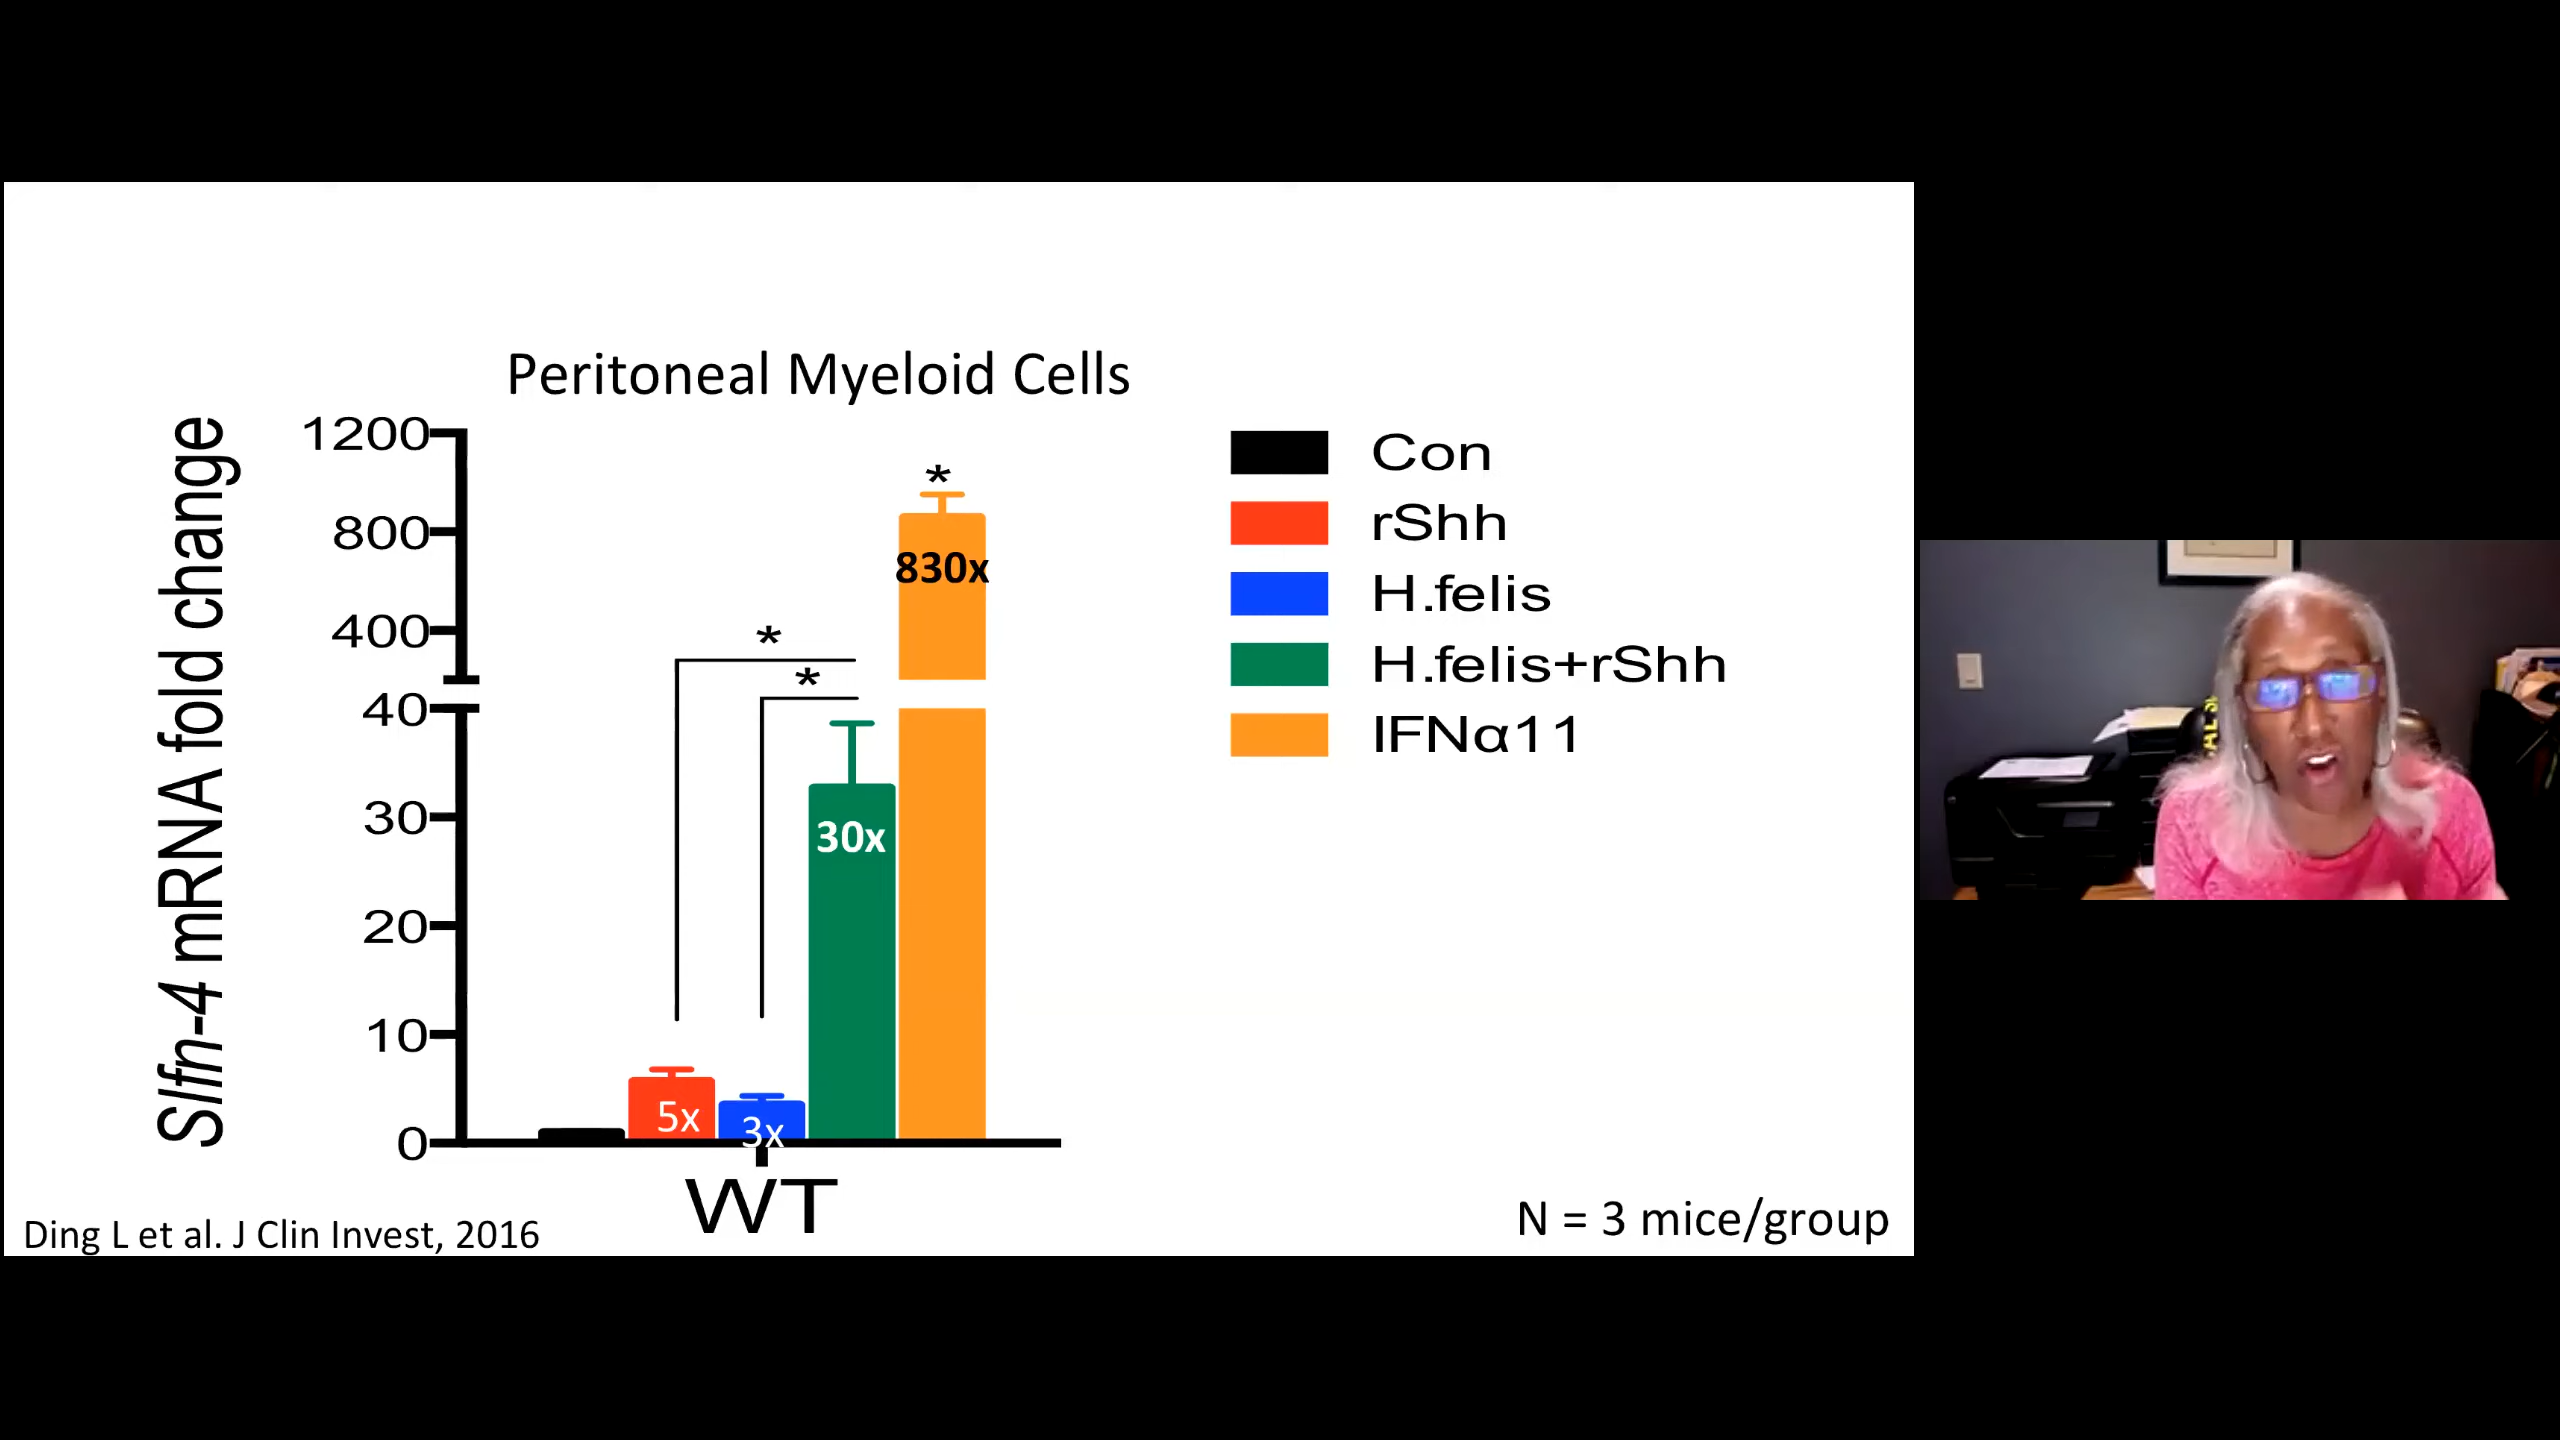 Peritoneal Myeloid Cells
Slfn-4 mRNA fold change
1200
800
400
40
30
20
10
0
*
*
*
830x
30x
5x
3x
WT
Con
rShh
H.felis
H.felis+rShh
IFNα11
Ding L et al. J Clin Invest, 2016
N = 3 mice/group